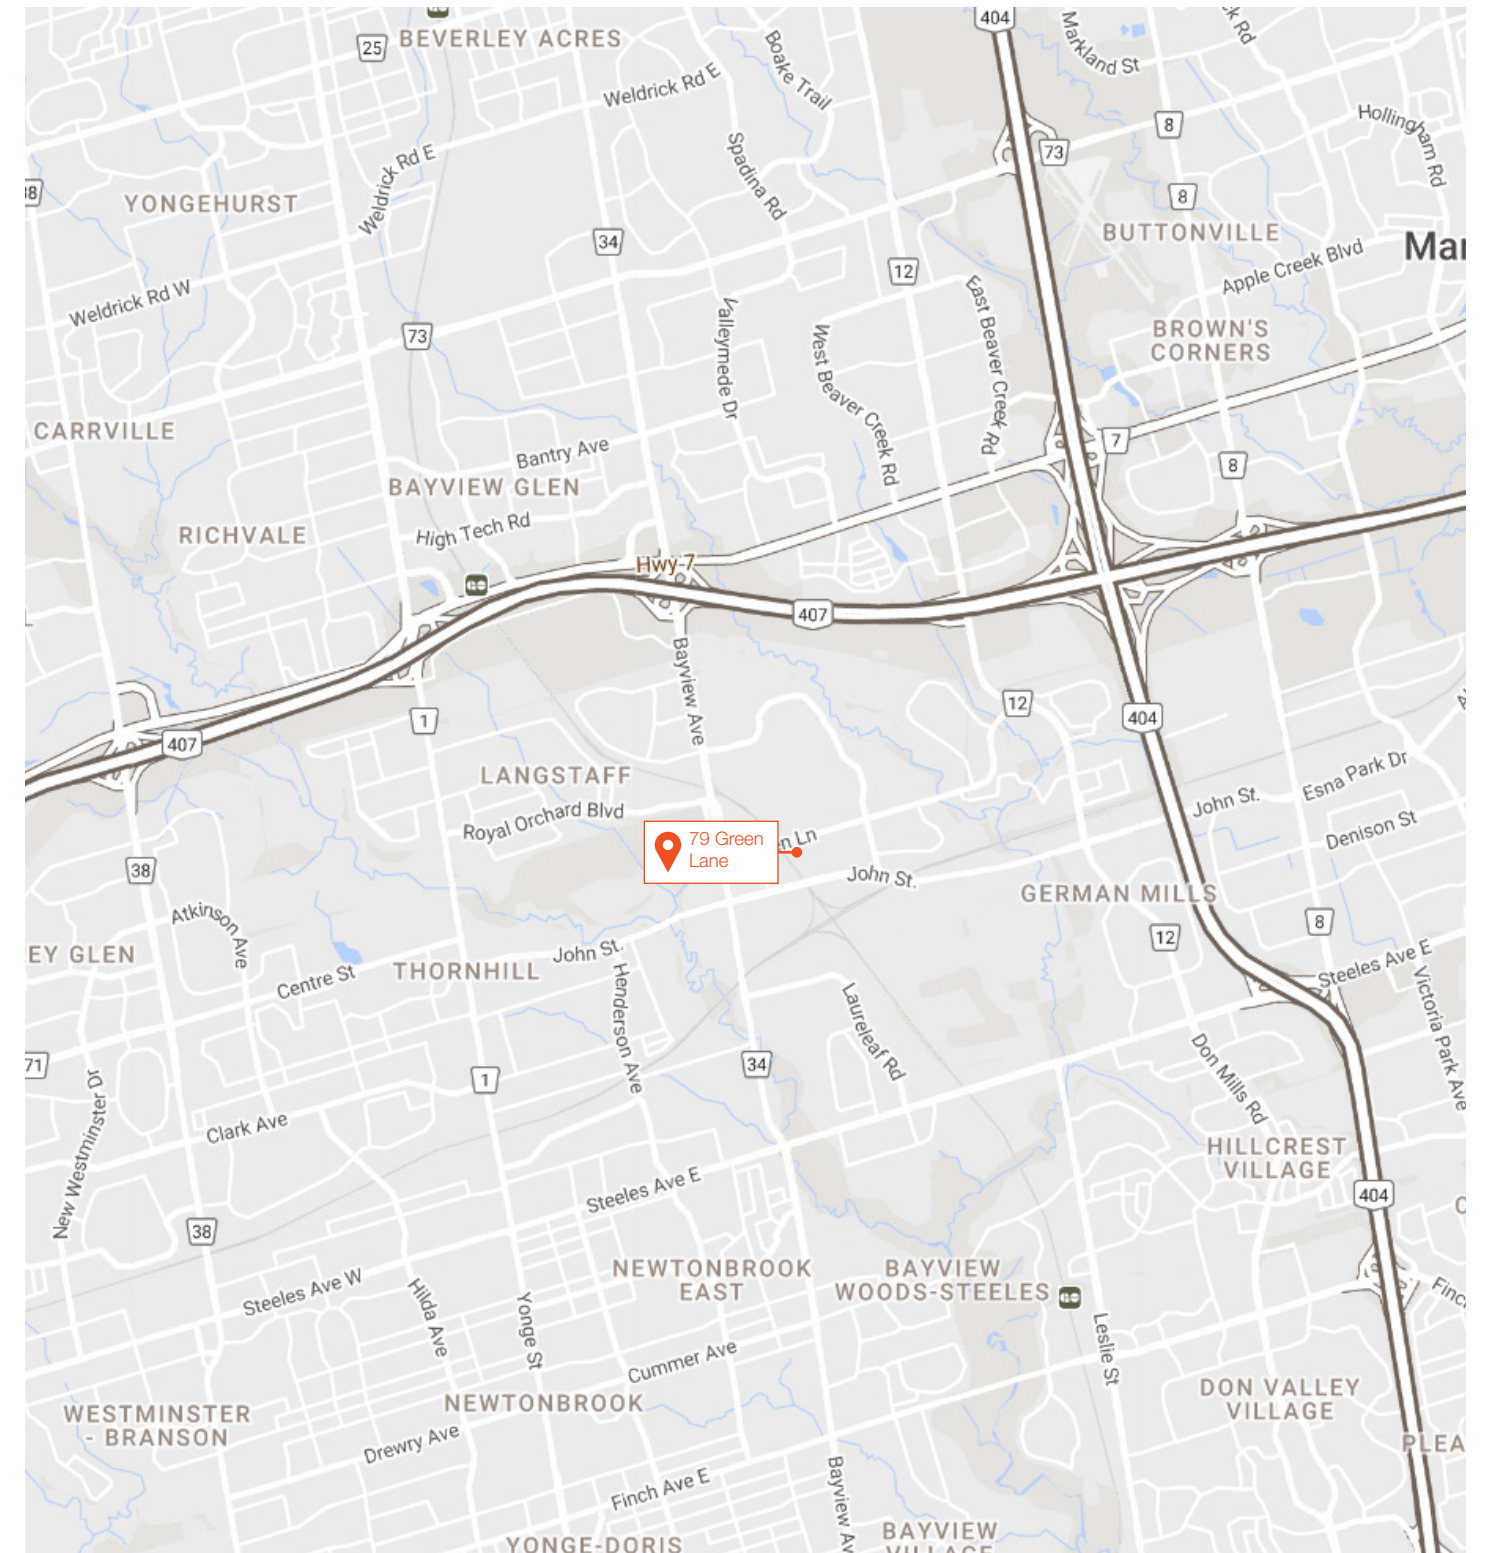 404
25
BEVERLEY ACRES
Markland St
Boake Trail
Weldrick Rd E
8
Hollingham Rd
73
Spadina Rd
Weldrick Rd E
YONGEHURST
8
34
BUTTONVILLE
12
Apple Creek Blvd
Weldrick Rd W
East Beaver Creek Rd
Valleymede Dr
West Beaver Creek Rd
73
BROWN'S
CORNERS
CARRVILLE
7
Bantry Ave
8
BAYVIEW GLEN
High Tech Rd
RICHVALE
Hwy-7
407
Bayview Ave
12
1
404
407
LANGSTAFF
Esna Park Dr
John St.
Royal Orchard Blvd
Denison St
79 Green
Lane
n Ln
John St.
38
GERMAN MILLS
Atkinson Ave
8
12
EY GLEN
John St.
Steeles Ave E
THORNHILL
Centre St
Henderson Ave
Victoria Park Ave
Laureleaf Rd
71
34
1
Don Mills Rd
New Westminster Dr
Clark Ave
HILLCREST
VILLAGE
Steeles Ave E
404
38
NEWTONBROOK
EAST
BAYVIEW
WOODS-STEELES
Steeles Ave W
Hilda Ave
Yonge St
Leslie St
Cummer Ave
DON VALLEY
VILLAGE
NEWTONBROOK
WESTMINSTER
- BRANSON
Drewry Ave
PLEA
Finch Ave E
Bayview Av
BAYVIEW
VILLAGE
YONGE-DORIS